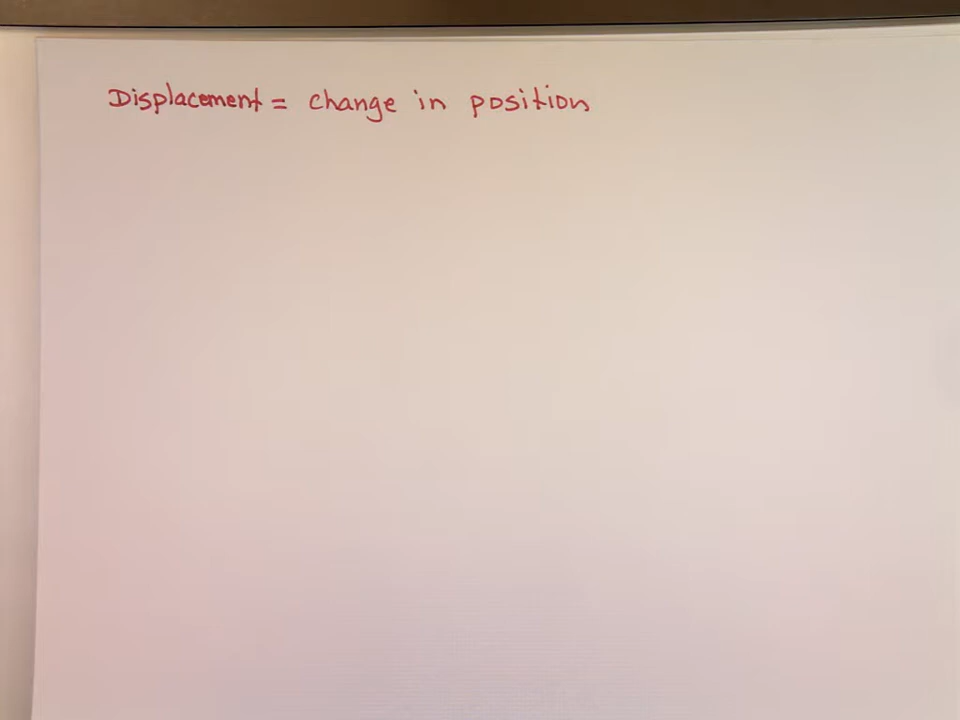 Displacement = change in position